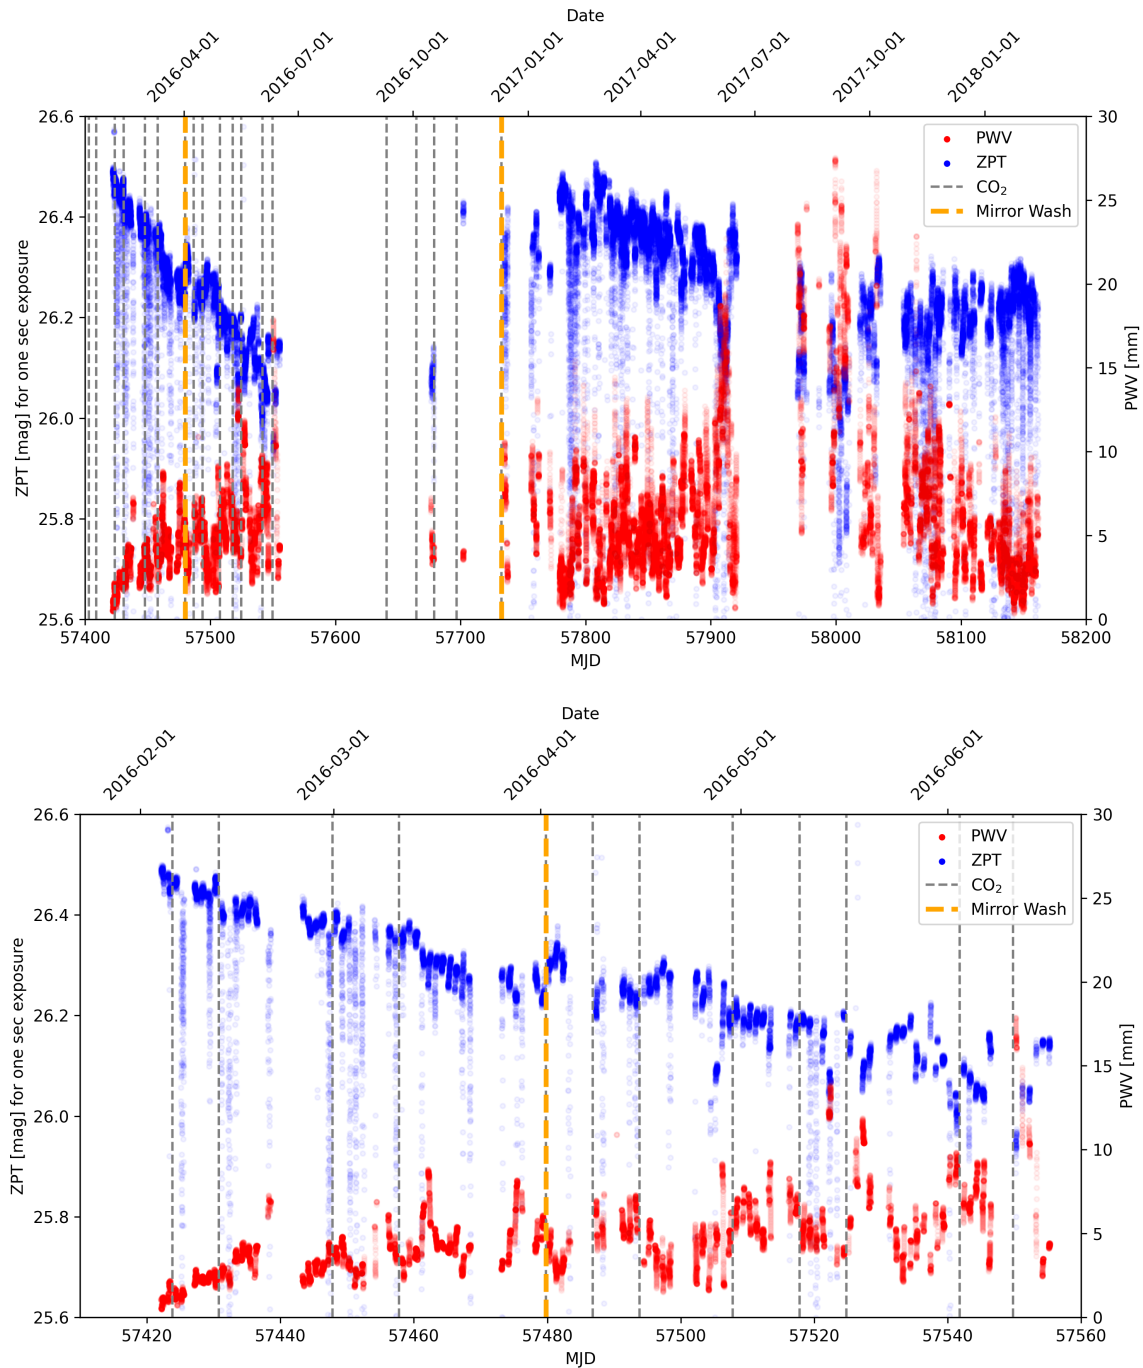 Date
2016-04-01 2016-07-01 2016-10-01 2017-01-01 2017-04-01 2017-07-01 2017-10-01 2018-01-01
26.6 30
PWV
ZPT
CO₂
Mirror Wash
26.4 25
26.2 20
15
26.0
10
25.8
5
25.6 0
ZPT [mag] for one sec exposure
PWV [mm]
57400 57500 57600 57700 57800 57900 58000 58100 58200
MJD
Date
2016-02-01 2016-03-01 2016-04-01 2016-05-01 2016-06-01
26.6 30
PWV
ZPT
CO₂
Mirror Wash
26.4 25
26.2 20
15
26.0
10
25.8
5
25.6 0
ZPT [mag] for one sec exposure
PWV [mm]
57420 57440 57460 57480 57500 57520 57540 57560
MJD